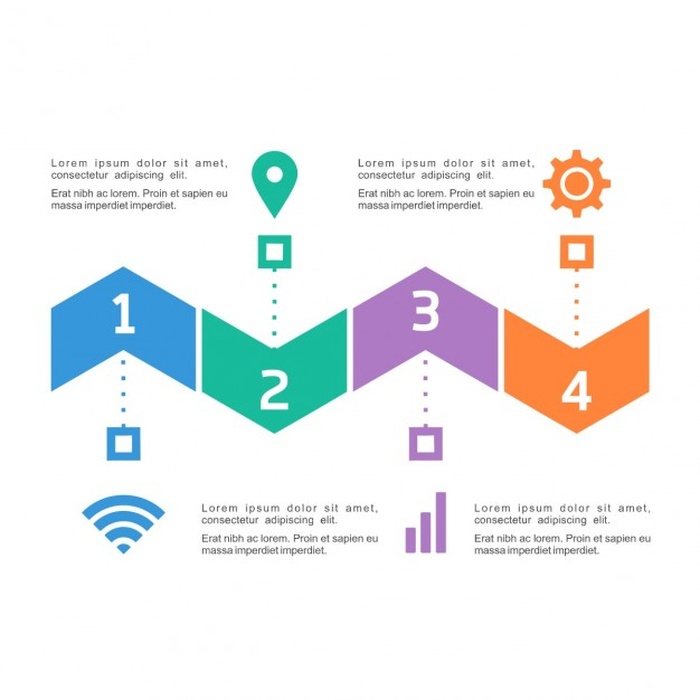 Lorem ipsum dolor sit amet,
consectetur adipiscing elit.
Erat nibh ac lorem. Proin et sapien eu
massa imperdiet imperdiet.
Lorem ipsum dolor sit amet,
consectetur adipiscing elit.
Erat nibh ac lorem. Proin et sapien eu
massa imperdiet imperdiet.
1
2
3
4
Lorem ipsum dolor sit amet,
consectetur adipiscing elit.
Erat nibh ac lorem. Proin et sapien eu
massa imperdiet imperdiet.
Lorem ipsum dolor sit amet,
consectetur adipiscing elit.
Erat nibh ac lorem. Proin et sapien eu
massa imperdiet imperdiet.